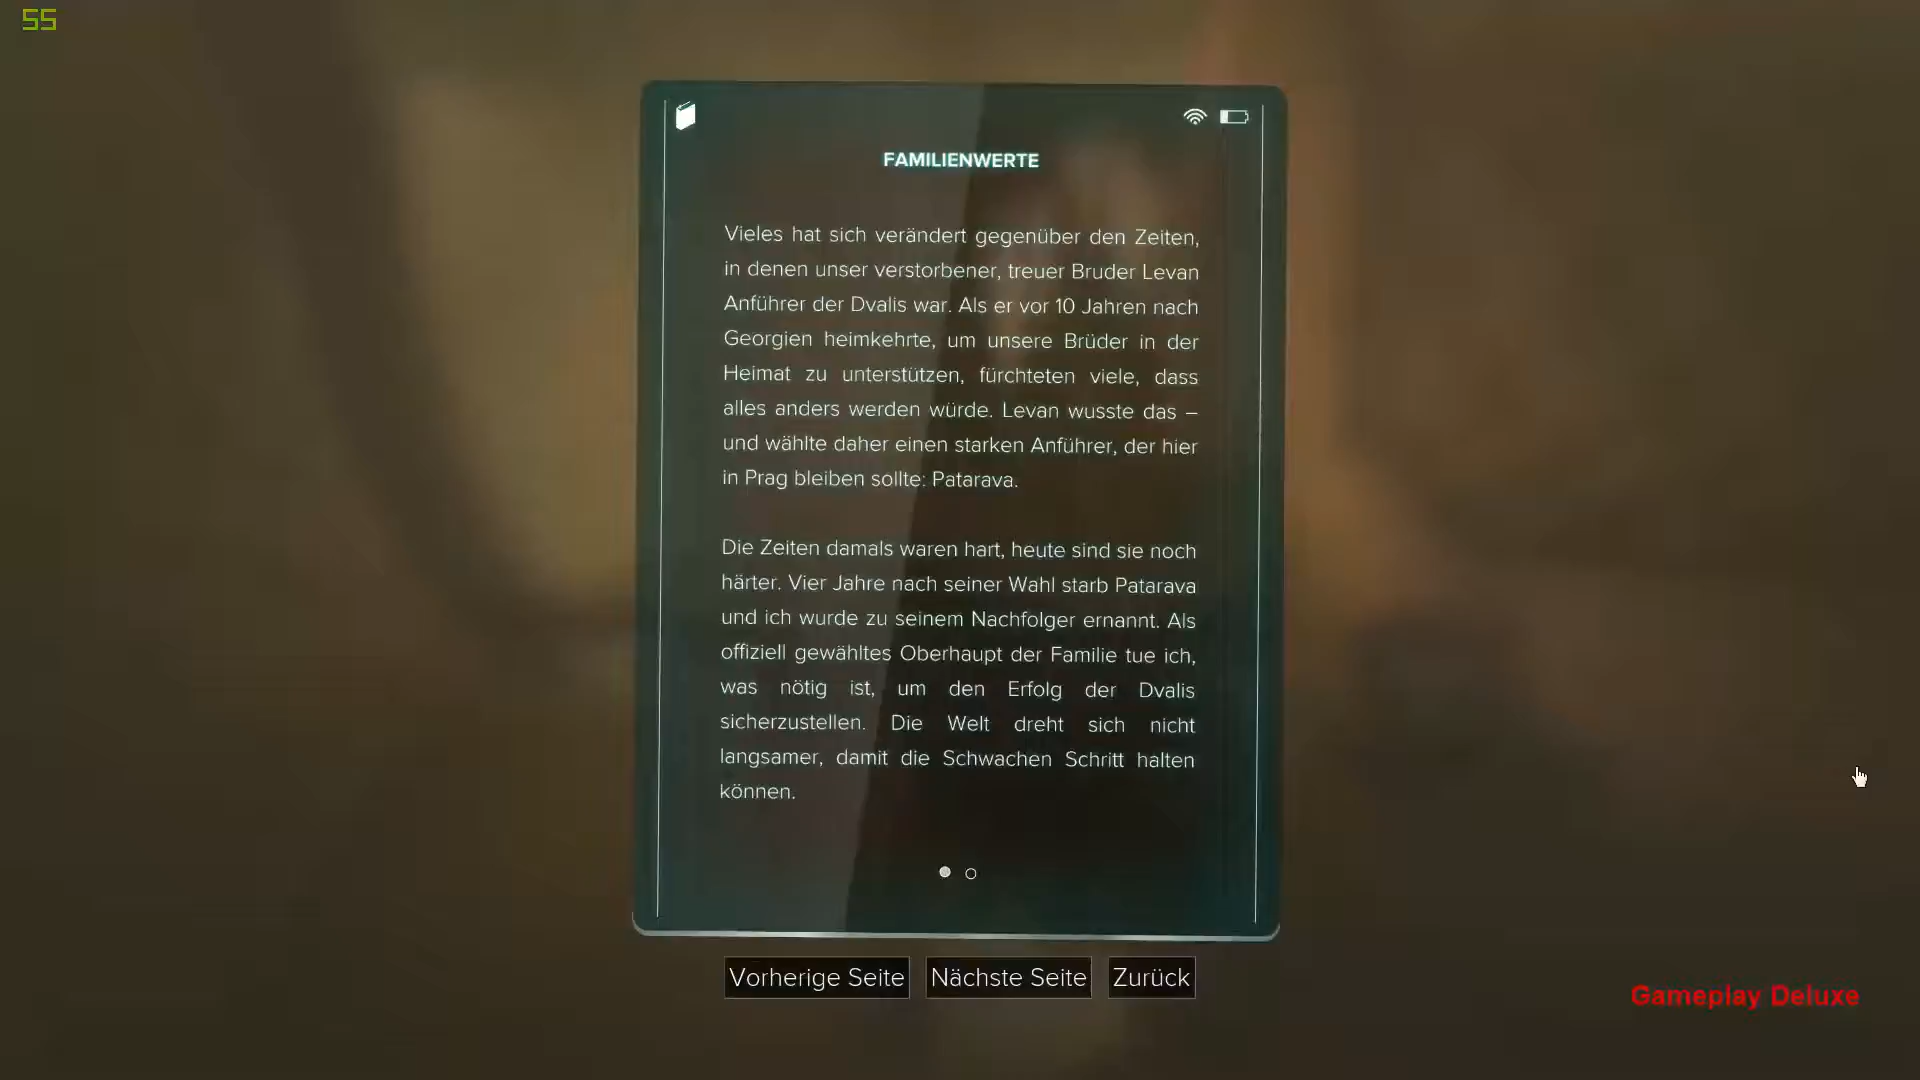 55
FAMILIENWERTE
Vieles hat sich verändert gegenüber den Zeiten,
in denen unser verstorbener, treuer Bruder Levan
Anführer der Dvalis war. Als er vor 10 Jahren nach
Georgien heimkehrte, um unsere Brüder in der
Heimat zu unterstützen, fürchteten viele, dass
alles anders werden würde. Levan wusste das –
und wählte daher einen starken Anführer, der hier
in Prag bleiben sollte: Patarava.
Die Zeiten damals waren hart, heute sind sie noch
härter. Vier Jahre nach seiner Wahl starb Patarava
und ich wurde zu seinem Nachfolger ernannt. Als
offiziell gewähltes Oberhaupt der Familie tue ich,
was nötig ist, um den Erfolg der Dvalis
sicherzustellen. Die Welt dreht sich nicht
langsamer, damit die Schwachen Schritt halten
können.
Vorherige Seite Nächste Seite Zurück
Gameplay Deluxe